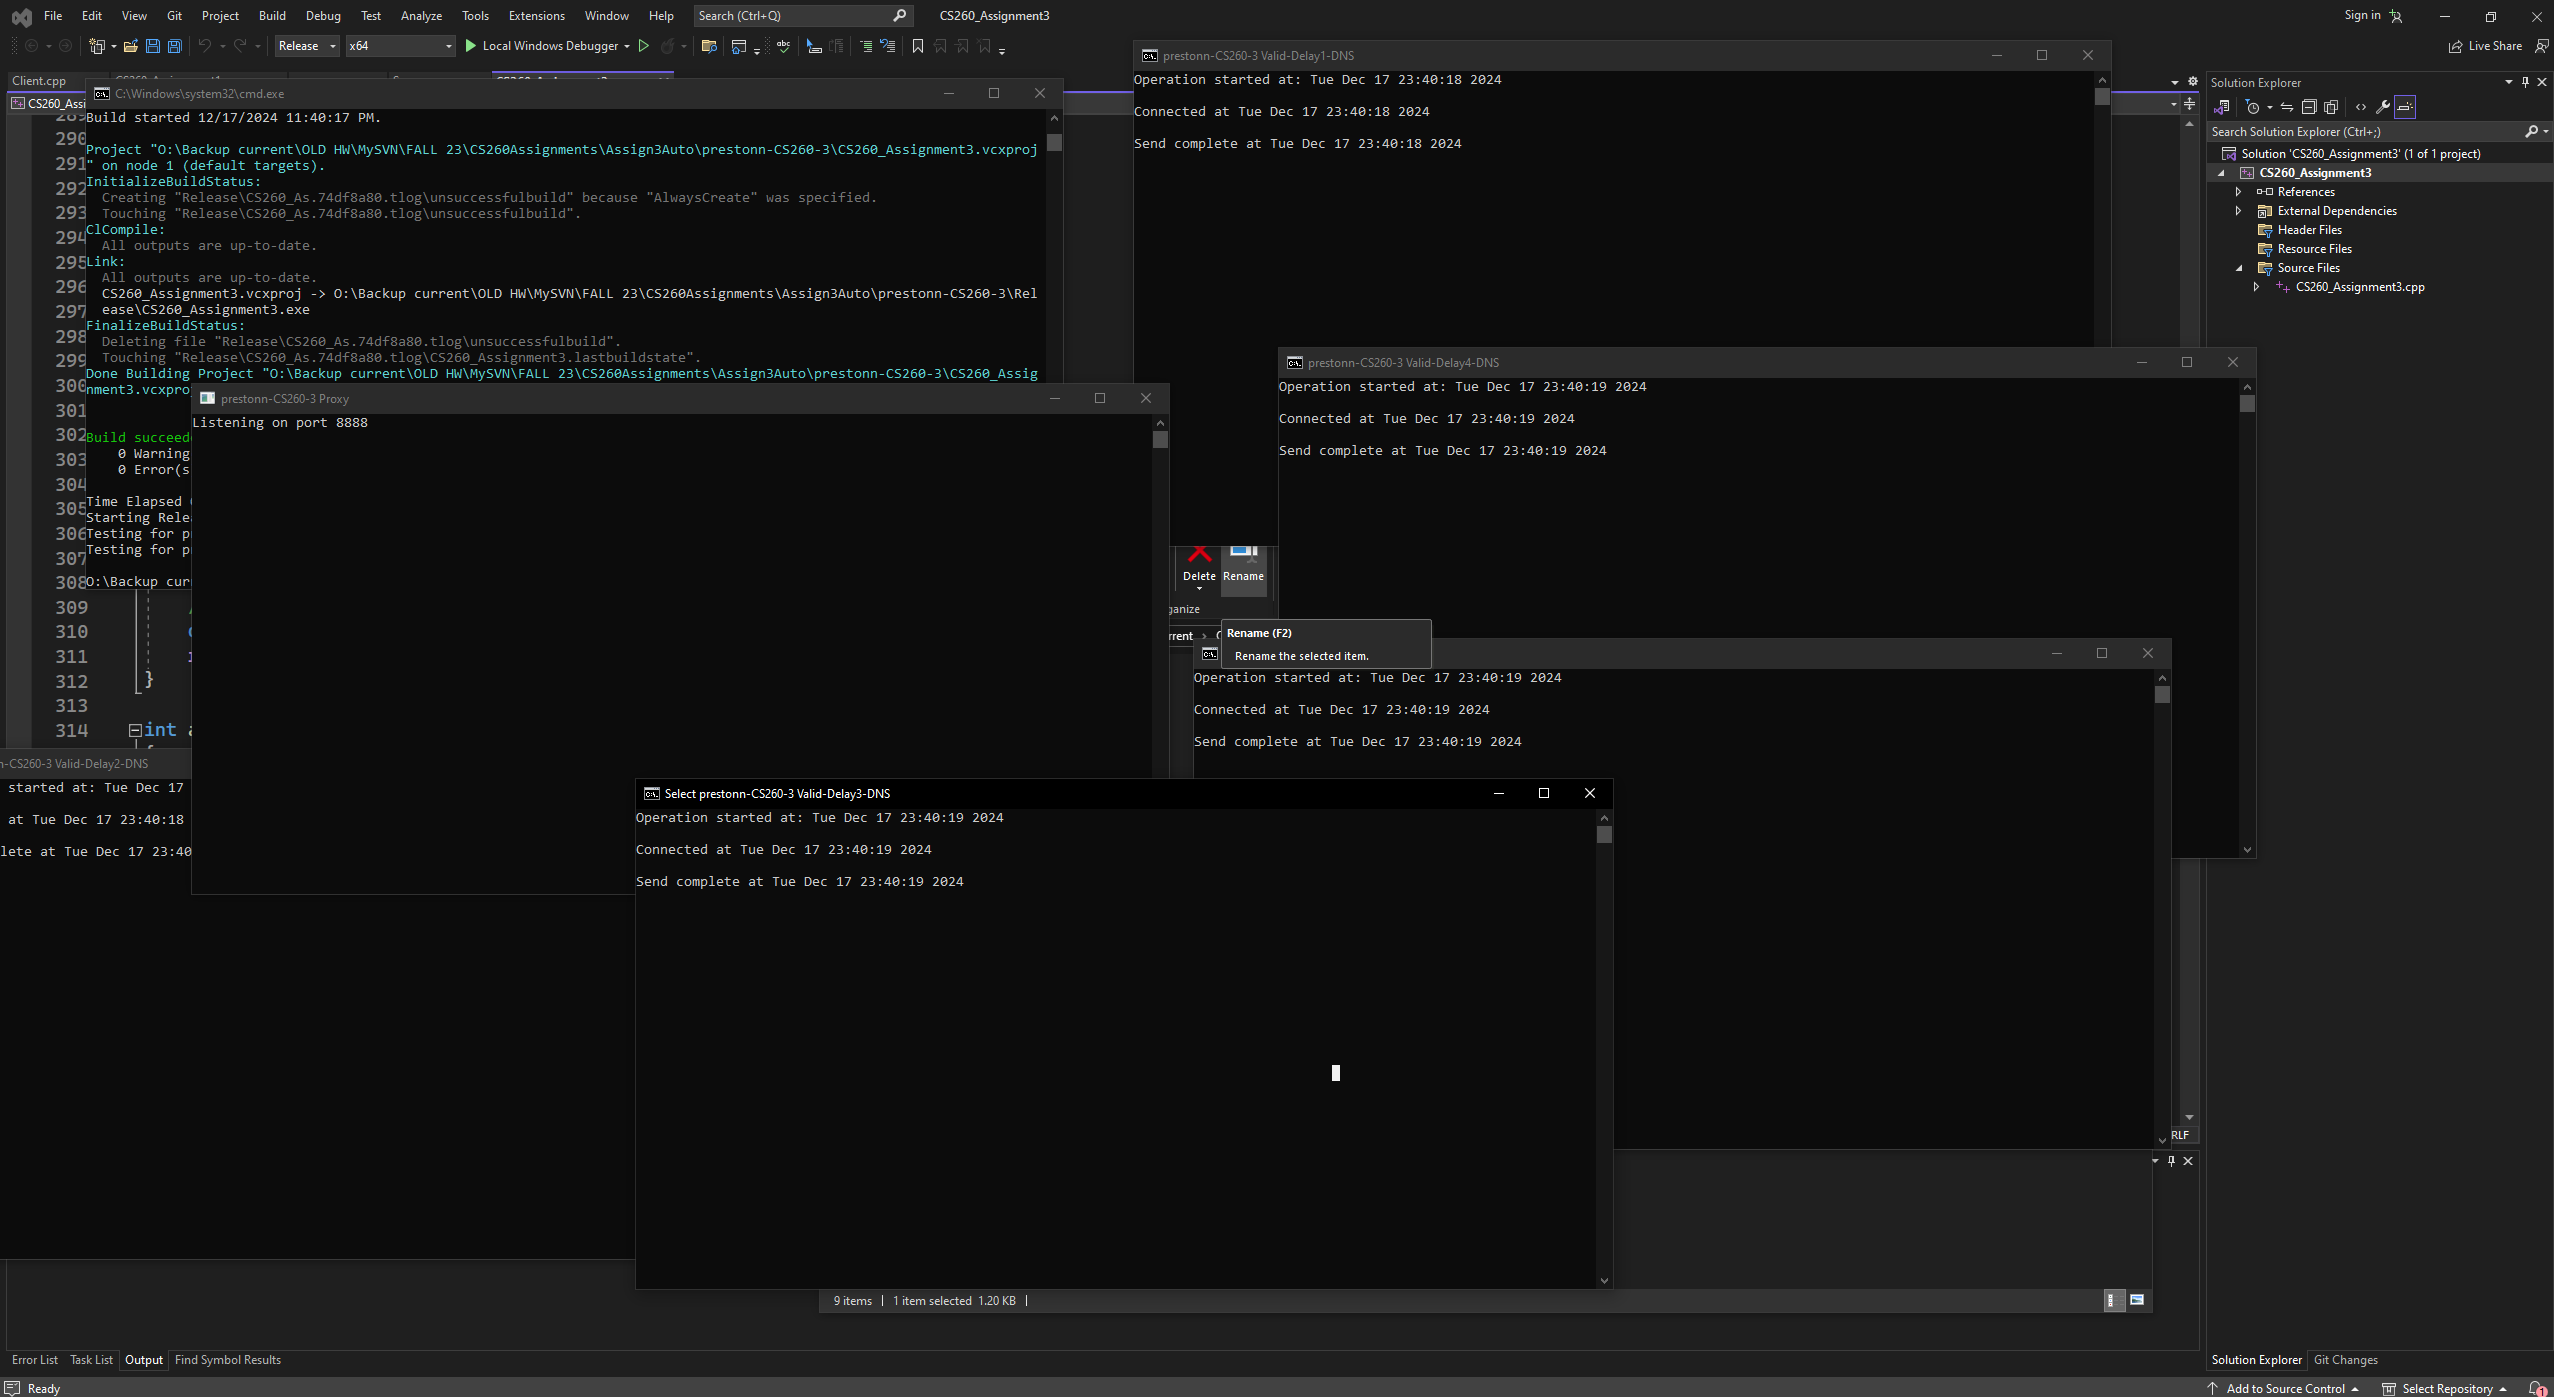 File Edit View Git Project Build Debug Test Analyze Tools Extensions Window Help Search (Ctrl+Q) CS260_Assignment3 Sign in
Release x64 Local Windows Debugger Live Share
Client.cpp
CS260_Assi
C:\Windows\system32\cmd.exe
Build started 12/17/2024 11:40:17 PM.
Project "O:\Backup current\OLD HW\MySVN\FALL 23\CS260Assignments\Assign3Auto\prestonn-CS260-3\CS260_Assignment3.vcxproj
" on node 1 (default targets).
InitializeBuildStatus:
Creating "Release\CS260_As.74df8a80.tlog\unsuccessfulbuild" because "AlwaysCreate" was specified.
Touching "Release\CS260_As.74df8a80.tlog\unsuccessfulbuild".
ClCompile:
All outputs are up-to-date.
Link:
All outputs are up-to-date.
CS260_Assignment3.vcxproj -> O:\Backup current\OLD HW\MySVN\FALL 23\CS260Assignments\Assign3Auto\prestonn-CS260-3\Rel
ease\CS260_Assignment3.exe
FinalizeBuildStatus:
Deleting file "Release\CS260_As.74df8a80.tlog\unsuccessfulbuild".
Touching "Release\CS260_As.74df8a80.tlog\CS260_Assignment3.lastbuildstate".
Done Building Project "O:\Backup current\OLD HW\MySVN\FALL 23\CS260Assignments\Assign3Auto\prestonn-CS260-3\CS260_Assig
nment3.vcxpro
Build succeed
0 Warning
0 Error(s
Time Elapsed
Starting Rele
Testing for p
Testing for p
O:\Backup cur
290
291
292
293
294
295
296
297
298
299
300
301
302
303
304
305
306
307
308
309
310
311
312 }
313
314 int a
prestonn-CS260-3 Proxy
Listening on port 8888
prestonn-CS260-3 Valid-Delay1-DNS
Operation started at: Tue Dec 17 23:40:18 2024
Connected at Tue Dec 17 23:40:18 2024
Send complete at Tue Dec 17 23:40:18 2024
prestonn-CS260-3 Valid-Delay4-DNS
Operation started at: Tue Dec 17 23:40:19 2024
Connected at Tue Dec 17 23:40:19 2024
Send complete at Tue Dec 17 23:40:19 2024
Delete Rename
ganize
rrent
Rename (F2)
Rename the selected item.
Operation started at: Tue Dec 17 23:40:19 2024
Connected at Tue Dec 17 23:40:19 2024
Send complete at Tue Dec 17 23:40:19 2024
n-CS260-3 Valid-Delay2-DNS
started at: Tue Dec 17
at Tue Dec 17 23:40:18
lete at Tue Dec 17 23:40
Select prestonn-CS260-3 Valid-Delay3-DNS
Operation started at: Tue Dec 17 23:40:19 2024
Connected at Tue Dec 17 23:40:19 2024
Send complete at Tue Dec 17 23:40:19 2024
RLF
9 items 1 item selected 1.20 KB
Solution Explorer
Search Solution Explorer (Ctrl+;)
Solution 'CS260_Assignment3' (1 of 1 project)
CS260_Assignment3
References
External Dependencies
Header Files
Resource Files
Source Files
CS260_Assignment3.cpp
Error List Task List Output Find Symbol Results
Solution Explorer Git Changes
Ready
Add to Source Control Select Repository 1